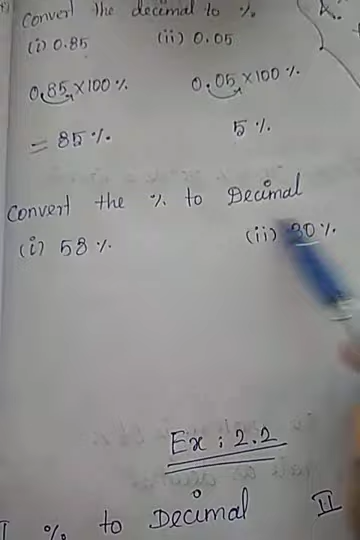 Convert the decimal to %
(i) 0.85 (ii) 0.05
0.85 × 100 % 0.05 × 100 %
= 85 % 5 %
Convert the % to Decimal
(i) 58 % (ii) 30 %
Ex : 2.2
I % to Decimal II